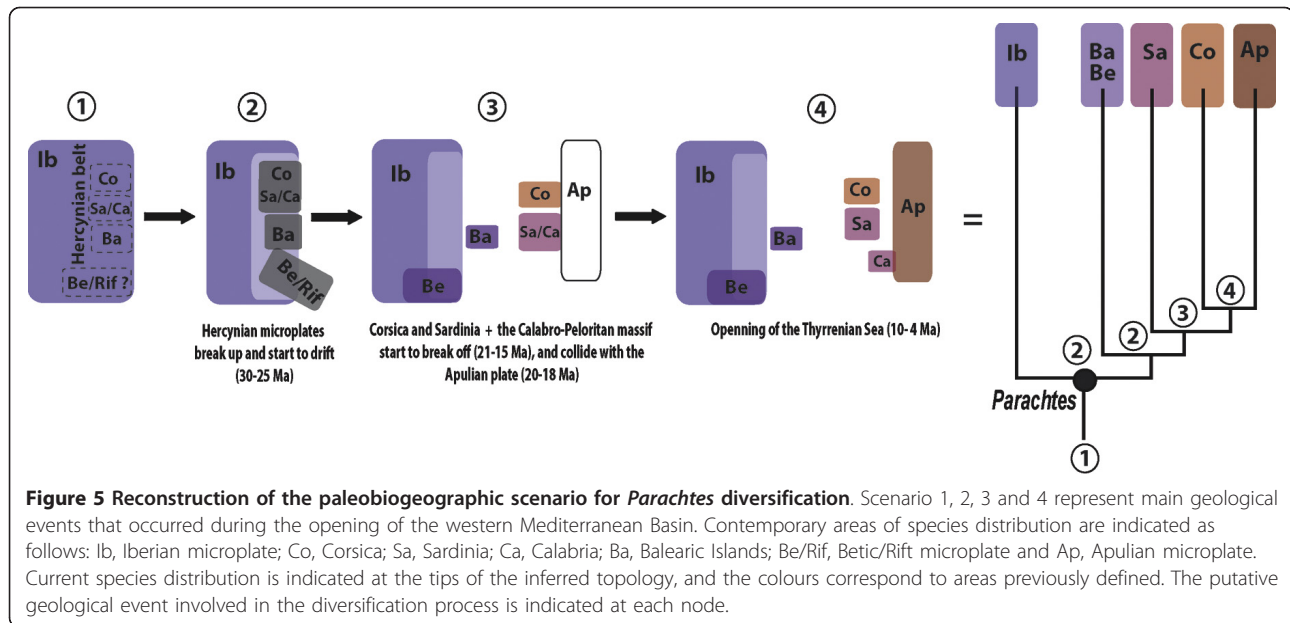 ①
②
③
④
Ib
Hercynian belt
Co
Sa/Ca
Ba
Be/Rif ?
Ib
Co
Sa/Ca
Ba
Be/Rif
Ib
Be
Ba
Co
Sa/Ca
Ap
Ib
Be
Ba
Co
Sa
Ca
Ap
=
Ib
Ba
Be
Sa
Co
Ap
④
③
②
②
Parachtes
①
Hercynian microplates
break up and start to drift
(30-25 Ma)
Corsica and Sardinia + the Calabro-Peloritan massif
start to break off (21-15 Ma), and collide with the
Apulian plate (20-18 Ma)
Openning of the Thyrrenian Sea (10- 4 Ma)
Figure 5 Reconstruction of the paleobiogeographic scenario for Parachtes diversification. Scenario 1, 2, 3 and 4 represent main geological
events that occurred during the opening of the western Mediterranean Basin. Contemporary areas of species distribution are indicated as
follows: Ib, Iberian microplate; Co, Corsica; Sa, Sardinia; Ca, Calabria; Ba, Balearic Islands; Be/Rif, Betic/Rift microplate and Ap, Apulian microplate.
Current species distribution is indicated at the tips of the inferred topology, and the colours correspond to areas previously defined. The putative
geological event involved in the diversification process is indicated at each node.